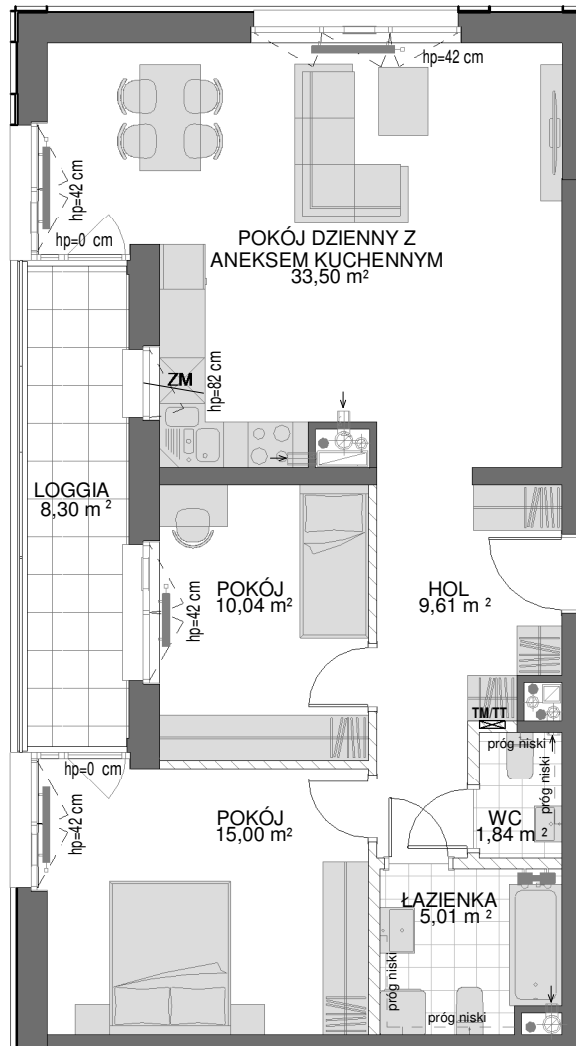 hp=42 cm
hp=42 cm
hp=0 cm
POKÓJ DZIENNY Z
ANEKSEM KUCHENNYM
33,50 m²
ZM
hp=82 cm
LOGGIA
8,30 m ²
POKÓJ
10,04 m²
hp=42 cm
HOL
9,61 m ²
TM/TT
próg niski
próg niski
WC
1,84 m ²
hp=0 cm
hp=42 cm
POKÓJ
15,00 m²
ŁAZIENKA
5,01 m ²
próg niski
próg niski